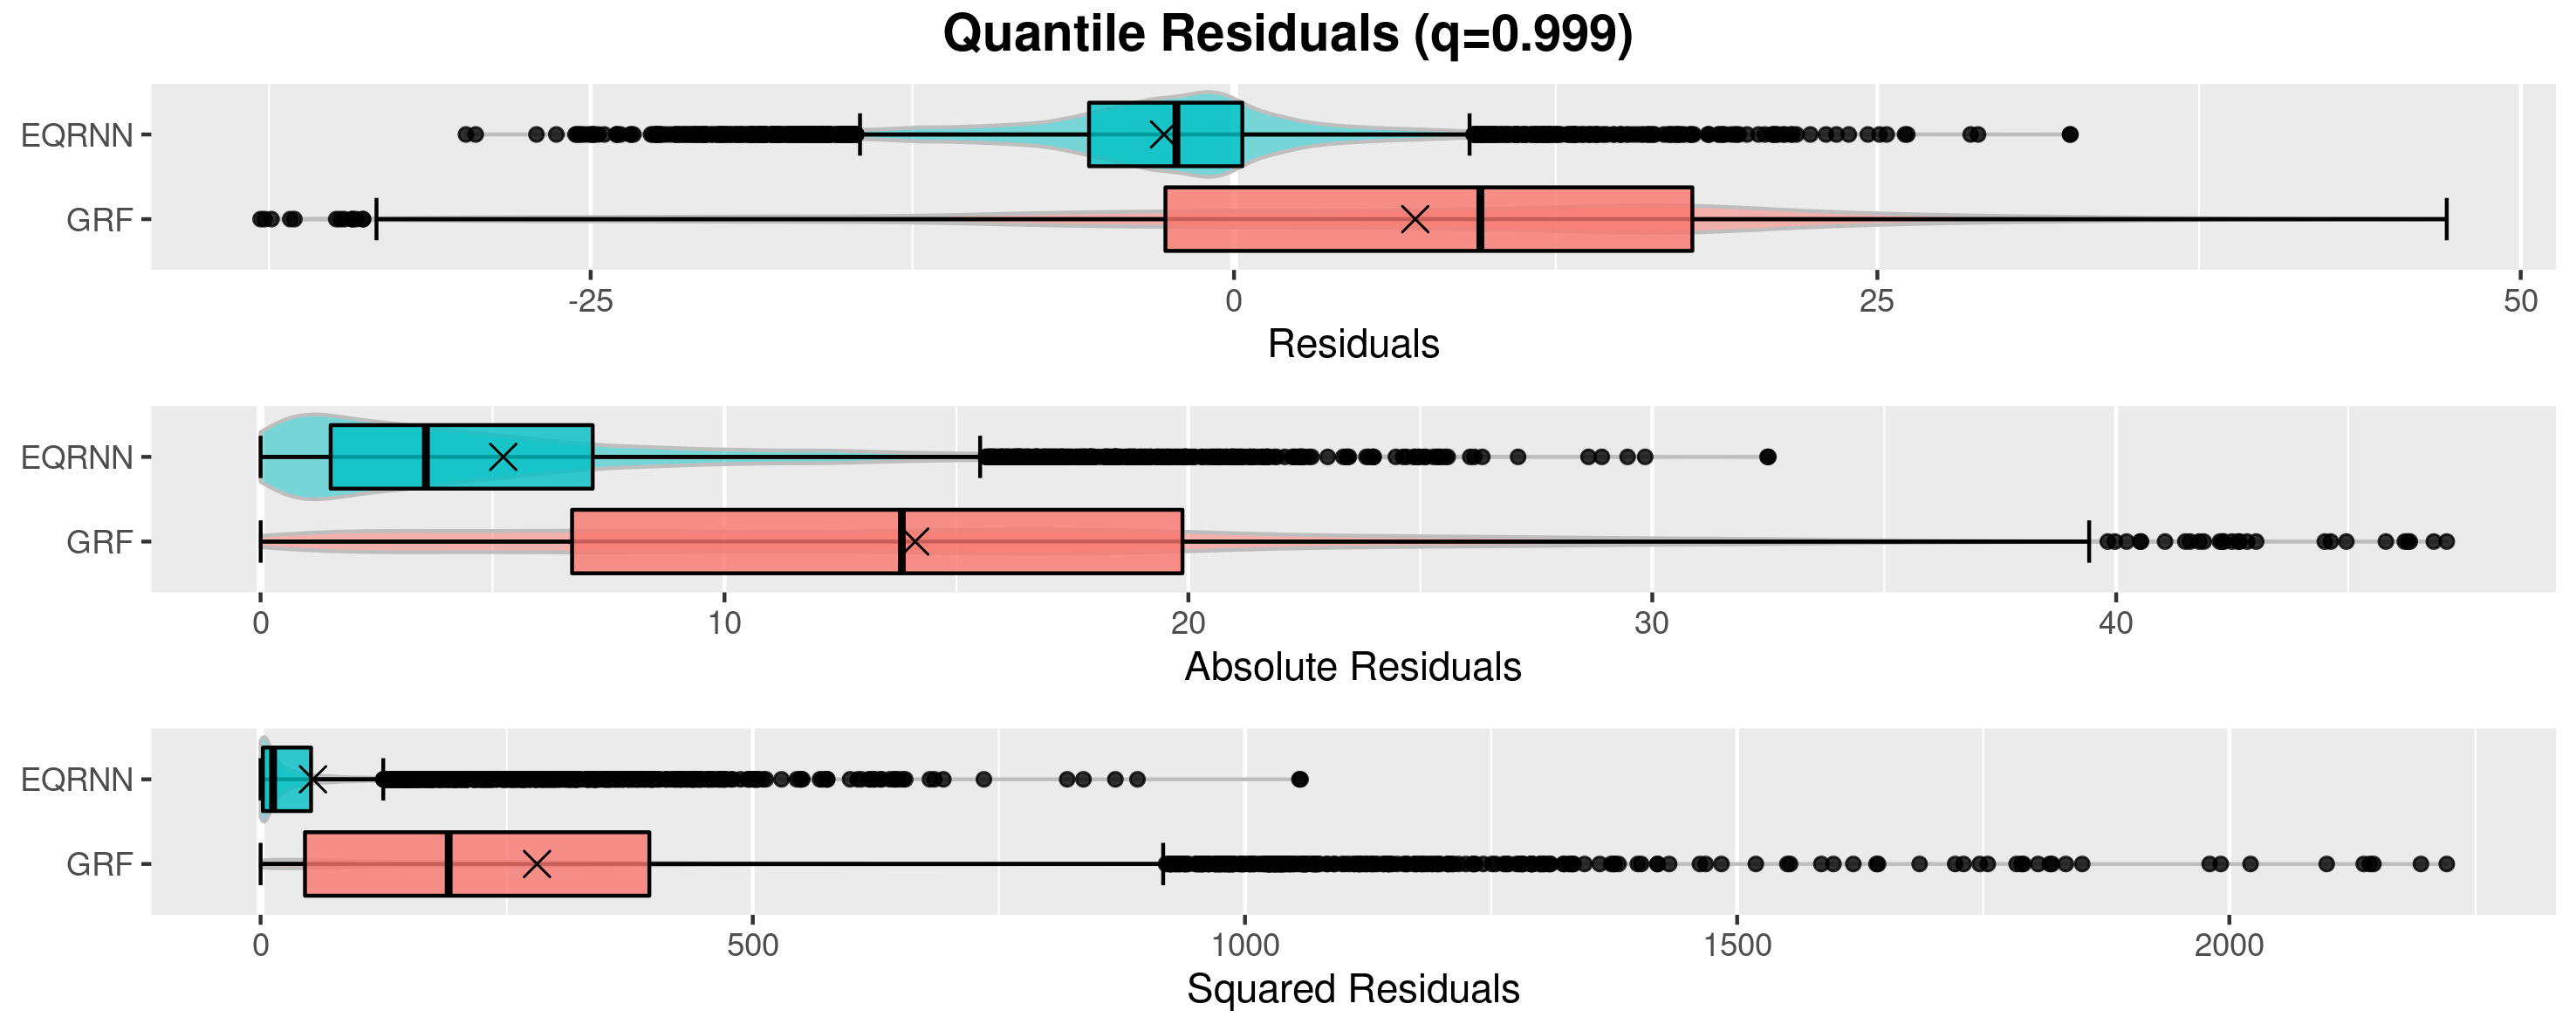 Quantile Residuals (q=0.999)
EQRNN
GRF
-25 0 25 50
Residuals
EQRNN
GRF
0 10 20 30 40
Absolute Residuals
EQRNN
GRF
0 500 1000 1500 2000
Squared Residuals